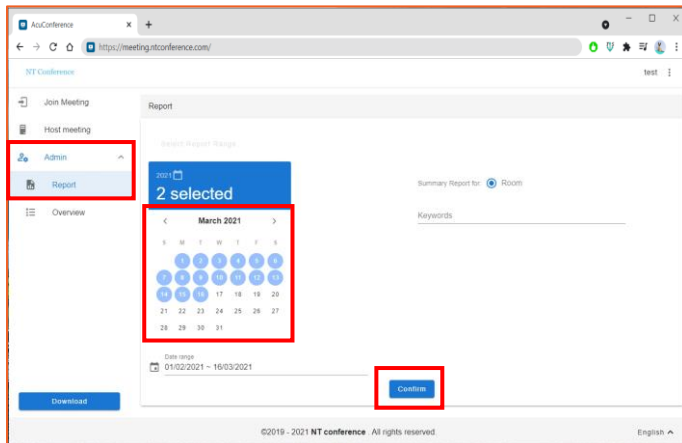 AcuConference
https://meeting.ntconference.com/
NT Conference
test
Join Meeting
Host meeting
Admin
Report
Overview
Download
Report
Select Report Range
2021
2 selected
March 2021
S M T W T F S
1 2 3 4 5 6
7 8 9 10 11 12 13
14 15 16 17 18 19 20
21 22 23 24 25 26 27
28 29 30 31
Date range
01/02/2021 ~ 16/03/2021
Summary Report for: Room
Keywords
Confirm
©2019 - 2021 NT conference. All rights reserved.
English